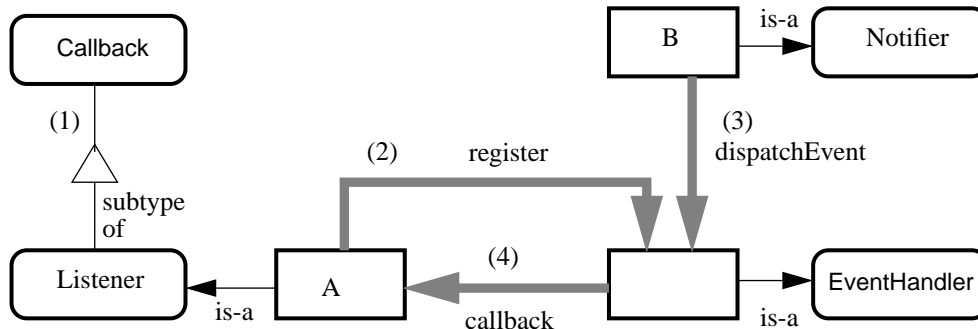 Callback
B
is-a
Notifier
(1)
(3)
dispatchEvent
(2)
register
subtype
of
Listener
is-a
A
(4)
callback
is-a
EventHandler